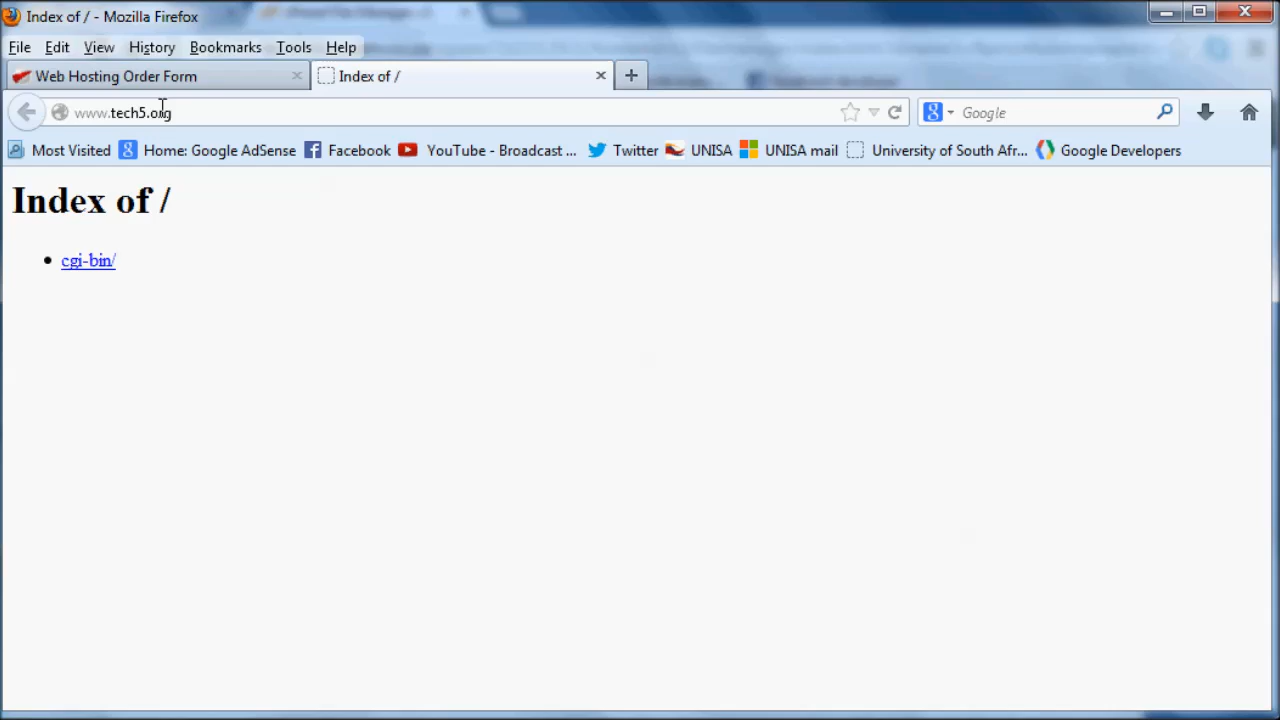 Index of / - Mozilla Firefox
File Edit View History Bookmarks Tools Help
Web Hosting Order Form Index of /
www.tech5.org Google
Most Visited Home: Google AdSense Facebook YouTube - Broadcast ... Twitter UNISA UNISA mail University of South Afr... Google Developers
Index of /
cgi-bin/